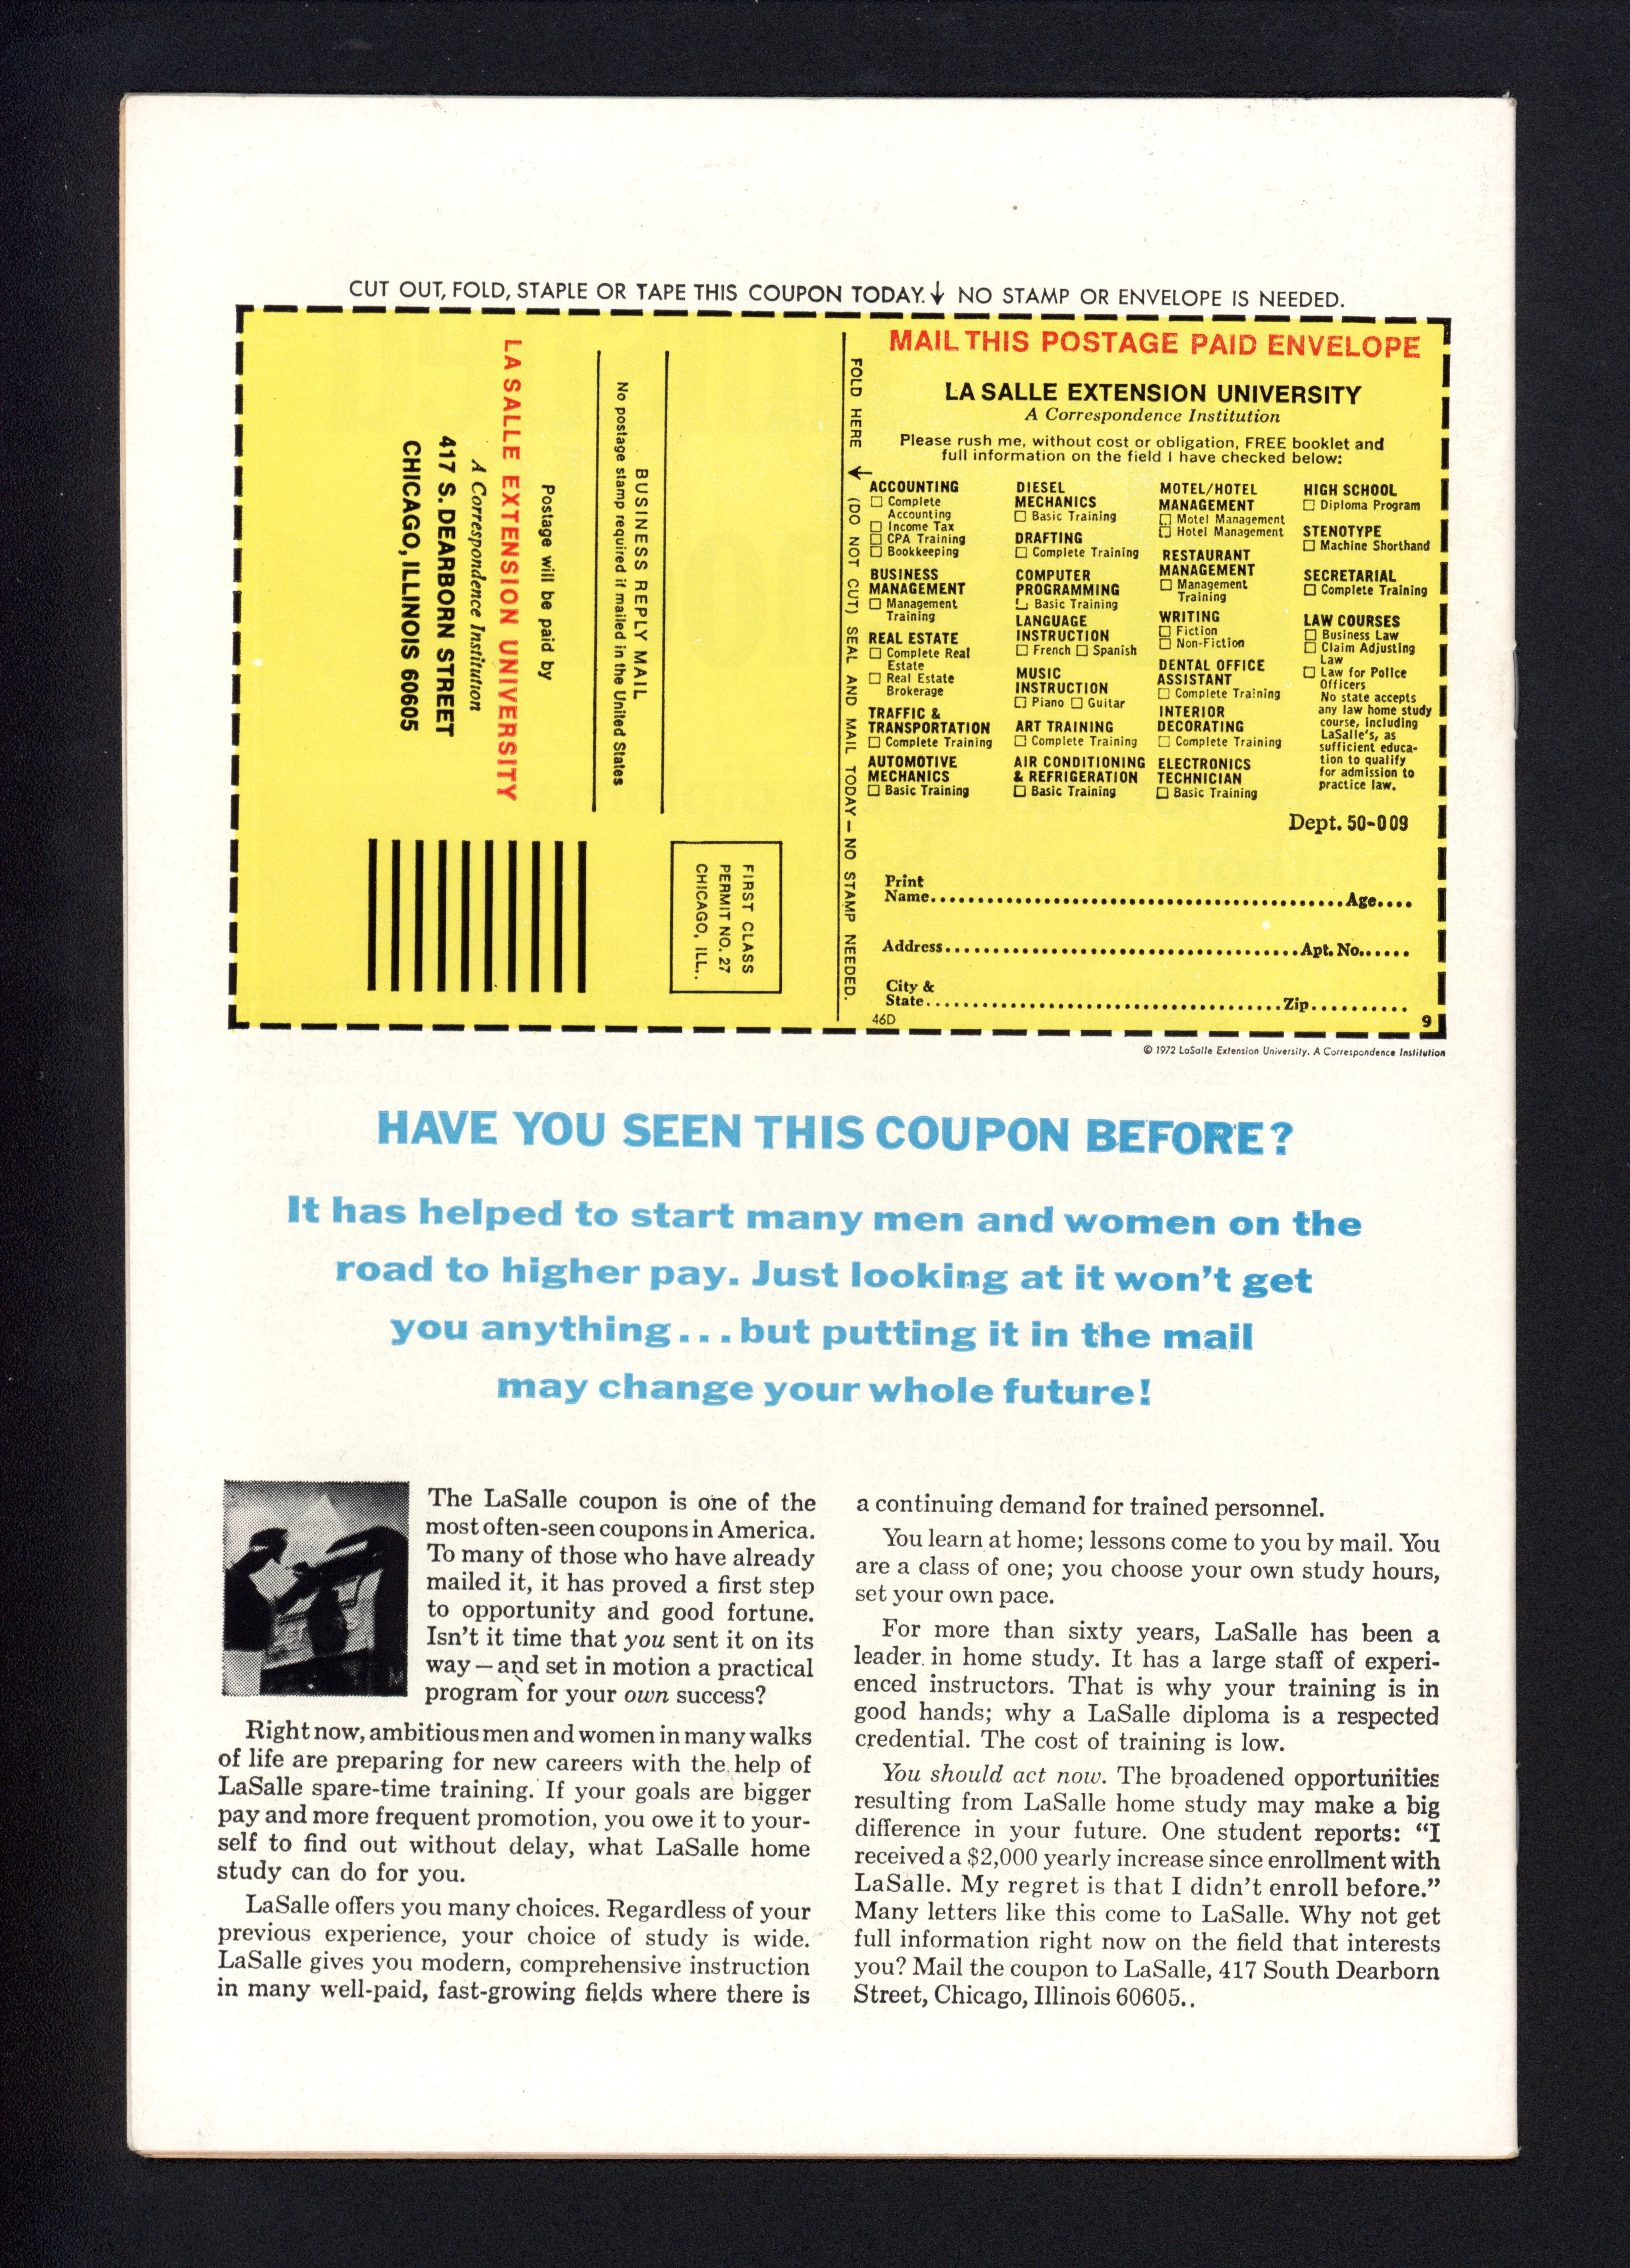 CUT OUT, FOLD, STAPLE OR TAPE THIS COUPON TODAY.↓ NO STAMP OR ENVELOPE IS NEEDED.
BUSINESS REPLY MAIL
No postage stamp required if mailed in the United States
Postage will be paid by
LA SALLE EXTENSION UNIVERSITY
A Correspondence Institution
417 S. DEARBORN STREET
CHICAGO, ILLINOIS 60605
FIRST CLASS
PERMIT NO. 27
CHICAGO, ILL..
FOLD HERE ↓ (DO NOT CUT) SEAL AND MAIL TODAY — NO STAMP NEEDED.
MAIL THIS POSTAGE PAID ENVELOPE
LA SALLE EXTENSION UNIVERSITY
A Correspondence Institution
Please rush me, without cost or obligation, FREE booklet and
full information on the field I have checked below:
ACCOUNTING
☐ Complete
Accounting
☐ Income Tax
☐ CPA Training
☐ Bookkeeping
BUSINESS
MANAGEMENT
☐ Management
Training
REAL ESTATE
☐ Complete Real
Estate
☐ Real Estate
Brokerage
TRAFFIC &
TRANSPORTATION
☐ Complete Training
AUTOMOTIVE
MECHANICS
☐ Basic Training
DIESEL
MECHANICS
☐ Basic Training
DRAFTING
☐ Complete Training
COMPUTER
PROGRAMMING
☐ Basic Training
LANGUAGE
INSTRUCTION
☐ French ☐ Spanish
MUSIC
INSTRUCTION
☐ Piano ☐ Guitar
ART TRAINING
☐ Complete Training
AIR CONDITIONING
& REFRIGERATION
☐ Basic Training
MOTEL/HOTEL
MANAGEMENT
☐ Motel Management
☐ Hotel Management
RESTAURANT
MANAGEMENT
☐ Management
Training
WRITING
☐ Fiction
☐ Non-Fiction
DENTAL OFFICE
ASSISTANT
☐ Complete Training
INTERIOR
DECORATING
☐ Complete Training
ELECTRONICS
TECHNICIAN
☐ Basic Training
HIGH SCHOOL
☐ Diploma Program
STENOTYPE
☐ Machine Shorthand
SECRETARIAL
☐ Complete Training
LAW COURSES
☐ Business Law
☐ Claim Adjusting
Law
☐ Law for Police
Officers
No state accepts
any law home study
course, including
LaSalle's, as
sufficient educa-
tion to qualify
for admission to
practice law.
Dept. 50-009
Print
Name.............................................Age....
Address......................................Apt. No......
City &
State......................................Zip...........
46D 9
© 1972 LaSalle Extension University. A Correspondence Institution
HAVE YOU SEEN THIS COUPON BEFORE?
It has helped to start many men and women on the
road to higher pay. Just looking at it won't get
you anything...but putting it in the mail
may change your whole future!
The LaSalle coupon is one of the
most often-seen coupons in America.
To many of those who have already
mailed it, it has proved a first step
to opportunity and good fortune.
Isn't it time that you sent it on its
way—and set in motion a practical
program for your own success?
Right now, ambitious men and women in many walks
of life are preparing for new careers with the help of
LaSalle spare-time training. If your goals are bigger
pay and more frequent promotion, you owe it to your-
self to find out without delay, what LaSalle home
study can do for you.
LaSalle offers you many choices. Regardless of your
previous experience, your choice of study is wide.
LaSalle gives you modern, comprehensive instruction
in many well-paid, fast-growing fields where there is
a continuing demand for trained personnel.
You learn at home; lessons come to you by mail. You
are a class of one; you choose your own study hours,
set your own pace.
For more than sixty years, LaSalle has been a
leader in home study. It has a large staff of experi-
enced instructors. That is why your training is in
good hands; why a LaSalle diploma is a respected
credential. The cost of training is low.
You should act now. The broadened opportunities
resulting from LaSalle home study may make a big
difference in your future. One student reports: “I
received a $2,000 yearly increase since enrollment with
LaSalle. My regret is that I didn't enroll before.”
Many letters like this come to LaSalle. Why not get
full information right now on the field that interests
you? Mail the coupon to LaSalle, 417 South Dearborn
Street, Chicago, Illinois 60605..